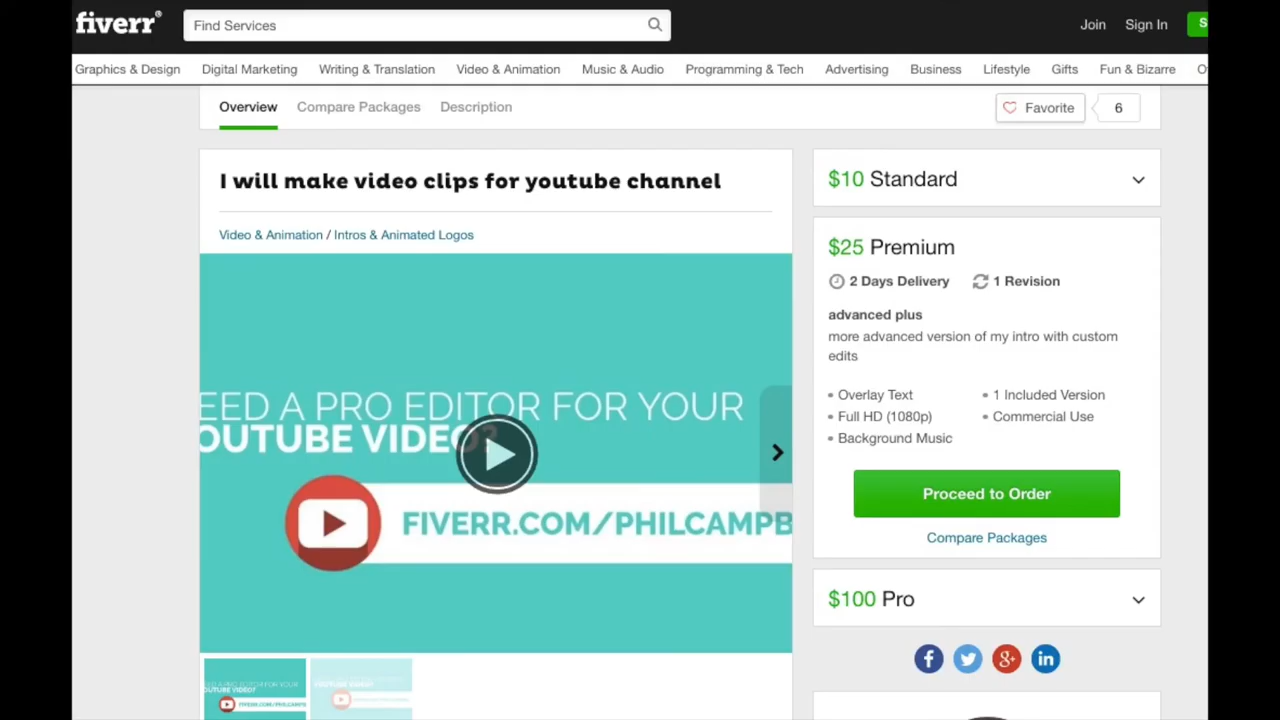 fiverr®
Find Services
Join
Sign In
S
Graphics & Design
Digital Marketing
Writing & Translation
Video & Animation
Music & Audio
Programming & Tech
Advertising
Business
Lifestyle
Gifts
Fun & Bizarre
O
Overview
Compare Packages
Description
Favorite
6
I will make video clips for youtube channel
Video & Animation / Intros & Animated Logos
EED A PRO EDITOR FOR YOUR
OUTUBE VIDEO?
FIVERR.COM/PHILCAMPB
$10 Standard
$25 Premium
2 Days Delivery
1 Revision
advanced plus
more advanced version of my intro with custom
edits
• Overlay Text
• 1 Included Version
• Full HD (1080p)
• Commercial Use
• Background Music
Proceed to Order
Compare Packages
$100 Pro
f
g+
in
OUTUBE VIDEO?